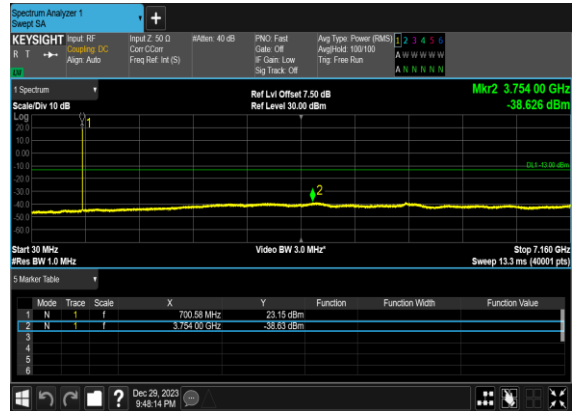 Spectrum Analyzer 1
Swept SA
+
KEYSIGHT Input: RF Input Z: 50 Ω #Atten: 40 dB PNO: Fast Avg Type: Power (RMS) 1 2 3 4 5 6
R T Coupling: DC Corr CCorr Gate: Off Avg|Hold: 100/100 A W W W W W
Align: Auto Freq Ref: Int (S) IF Gain: Low Trig: Free Run A N N N N N
Sig Track: Off
1 Spectrum Ref Lvl Offset 7.50 dB Mkr2 3.754 00 GHz
Scale/Div 10 dB Ref Level 30.00 dBm -38.626 dBm
Log
1
20.0
10.0
0.00
-10.0 DL1 -13.00 dBm
-20.0
-30.0 2
-40.0
-50.0
-60.0
Start 30 MHz Video BW 3.0 MHz* Stop 7.160 GHz
#Res BW 1.0 MHz Sweep 13.3 ms (40001 pts)
5 Marker Table
Mode Trace Scale X Y Function Function Width Function Value
1 N 1 f 700.58 MHz 23.15 dBm
2 N 1 f 3.754 00 GHz -38.63 dBm
3
4
5
6
? Dec 29, 2023
9:48:14 PM